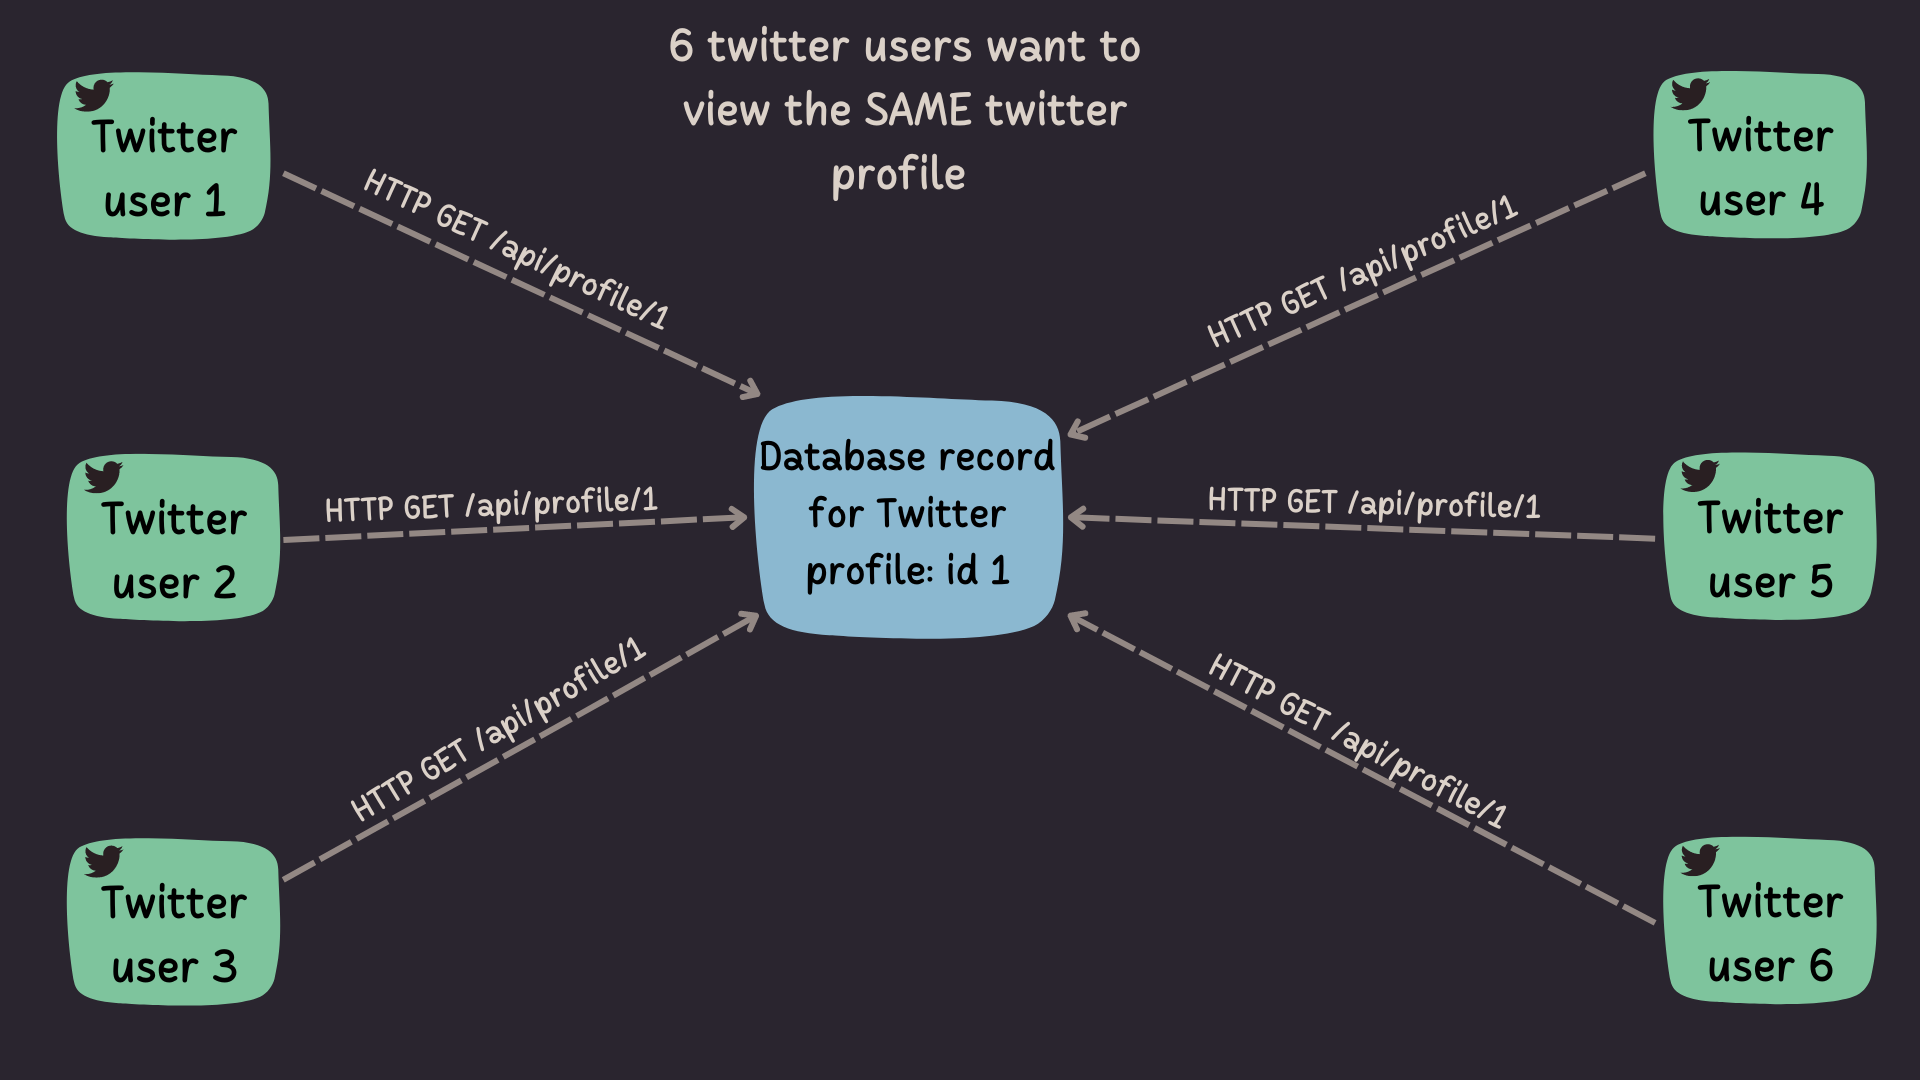 6 twitter users want to
view the SAME twitter
profile
Twitter
user 1
HTTP GET /api/profile/1
Twitter
user 2
HTTP GET /api/profile/1
Twitter
user 3
HTTP GET /api/profile/1
Database record
for Twitter
profile: id 1
Twitter
user 4
HTTP GET /api/profile/1
Twitter
user 5
HTTP GET /api/profile/1
Twitter
user 6
HTTP GET /api/profile/1